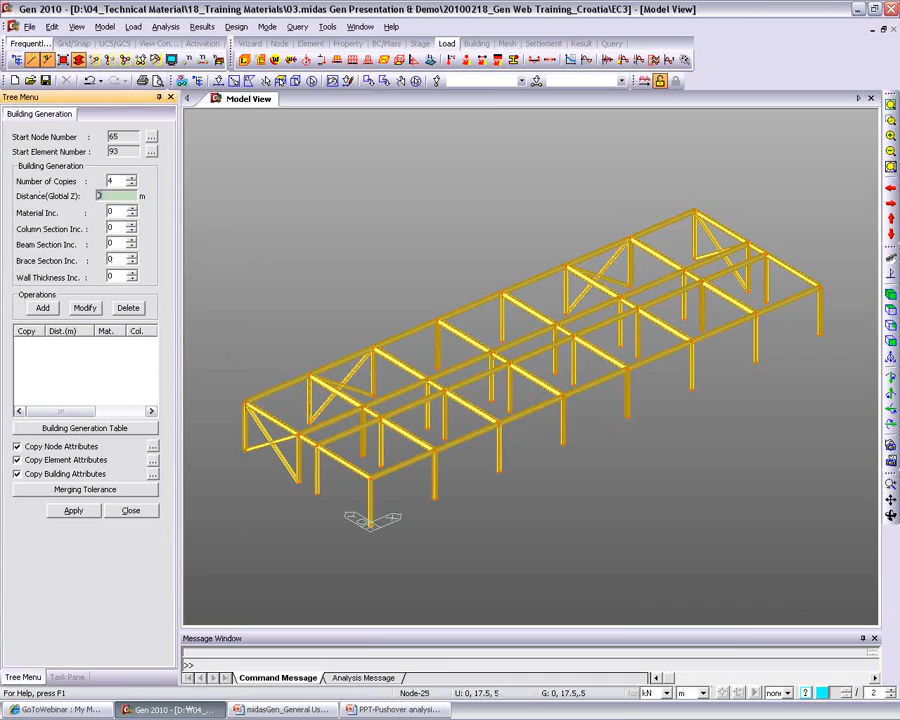 Gen 2010 - [D:\04_Technical Material\18_Training Materials\03.midas Gen Presentation & Demo\20100218_Gen Web Training_Croatia\EC3] - [Model View]
File Edit View Model Load Analysis Results Design Mode Query Tools Window Help
Frequentl... Grid/Snap UCS/GCS View Con... Activation Wizard Node Element Property BC/Mass Stage Load Building Mesh Settlement Result Query
Tree Menu
Model View
Building Generation
Start Node Number : 65
Start Element Number : 93
Building Generation
Number of Copies : 4
Distance(Global Z): m
Material Inc. : 0
Column Section Inc. : 0
Beam Section Inc. : 0
Brace Section Inc. : 0
Wall Thickness Inc. : 0
Operations
Add Modify Delete
Copy Dist.(m) Mat. Col.
Building Generation Table
Copy Node Attributes ...
Copy Element Attributes ...
Copy Building Attributes ...
Merging Tolerance
Apply Close
Message Window
>>
Command Message Analysis Message
Tree Menu Task Pane
For Help, press F1 Node-25 U: 0, 17.5, 5 G: 0, 17.5, 5 kN m none / 2
GoToWebinar : My M... Gen 2010 - [D:₩04_... midasGen_General Us... PPT-Pushover analysi...